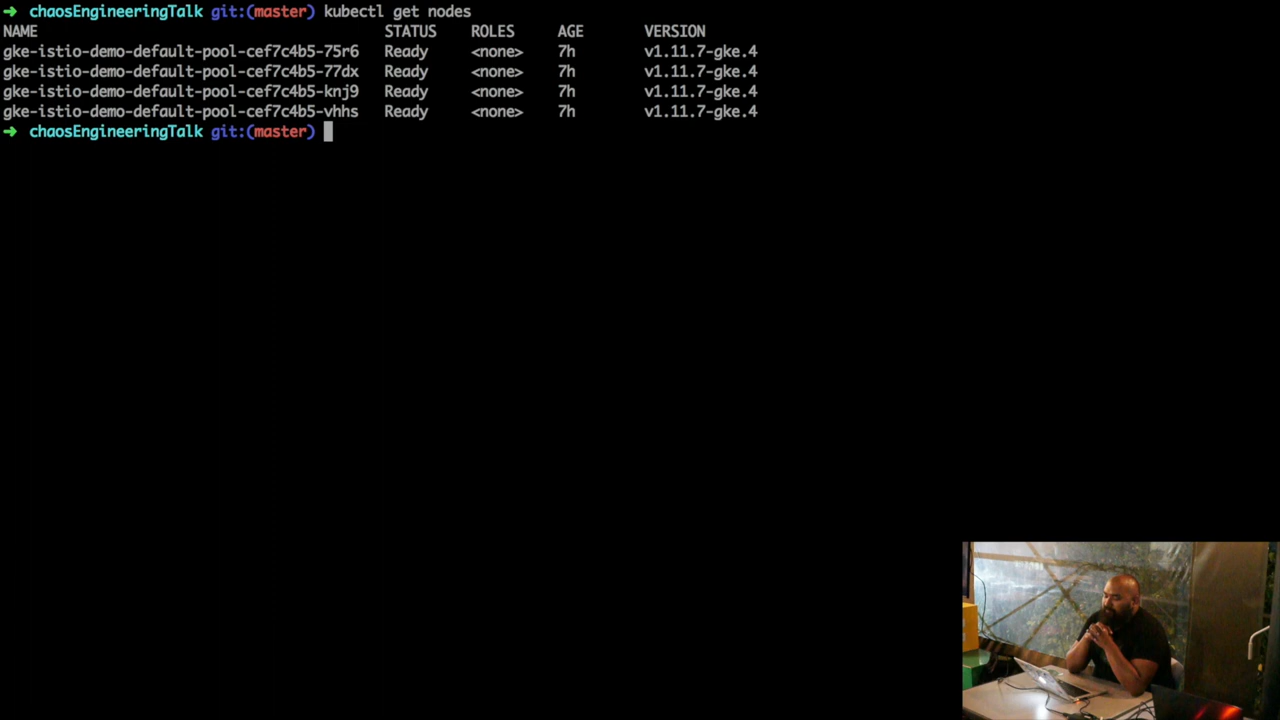 ➜ chaosEngineeringTalk git:(master) kubectl get nodes
NAME STATUS ROLES AGE VERSION
gke-istio-demo-default-pool-cef7c4b5-75r6 Ready <none> 7h v1.11.7-gke.4
gke-istio-demo-default-pool-cef7c4b5-77dx Ready <none> 7h v1.11.7-gke.4
gke-istio-demo-default-pool-cef7c4b5-knj9 Ready <none> 7h v1.11.7-gke.4
gke-istio-demo-default-pool-cef7c4b5-vhhs Ready <none> 7h v1.11.7-gke.4
➜ chaosEngineeringTalk git:(master)